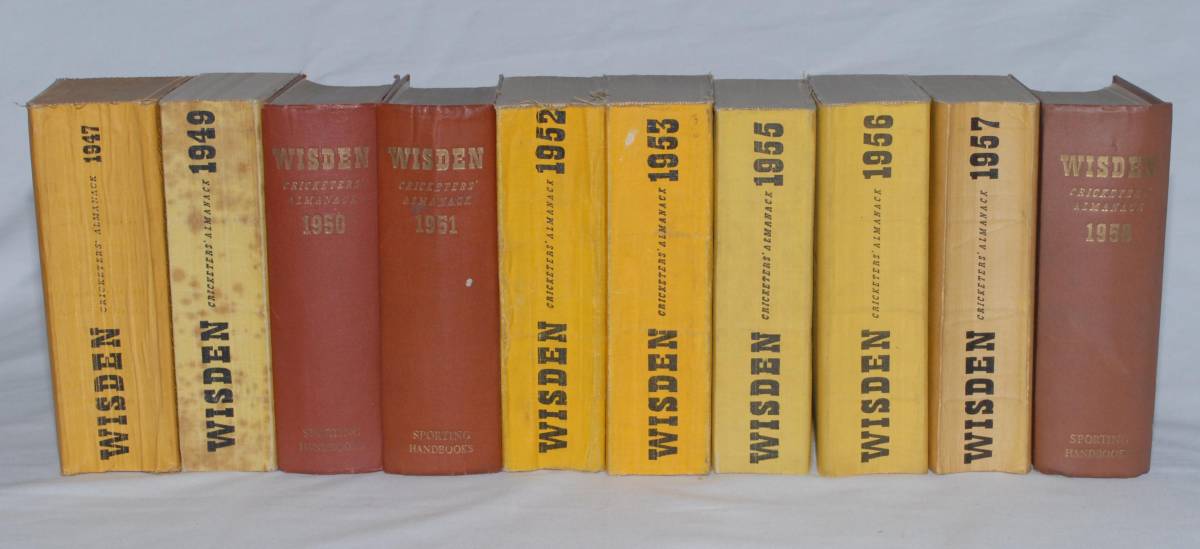 WISDEN CRICKETERS' ALMANACK 1947
WISDEN CRICKETERS' ALMANACK 1949
WISDEN
CRICKETERS'
ALMANACK
1950
SPORTING
HANDBOOKS
WISDEN
CRICKETERS'
ALMANACK
1951
SPORTING
HANDBOOKS
WISDEN CRICKETERS' ALMANACK 1952
WISDEN CRICKETERS' ALMANACK 1953
WISDEN CRICKETERS' ALMANACK 1955
WISDEN CRICKETERS' ALMANACK 1956
WISDEN CRICKETERS' ALMANACK 1957
WISDEN
CRICKETERS'
ALMANACK
1958
SPORTING
HANDBOOKS